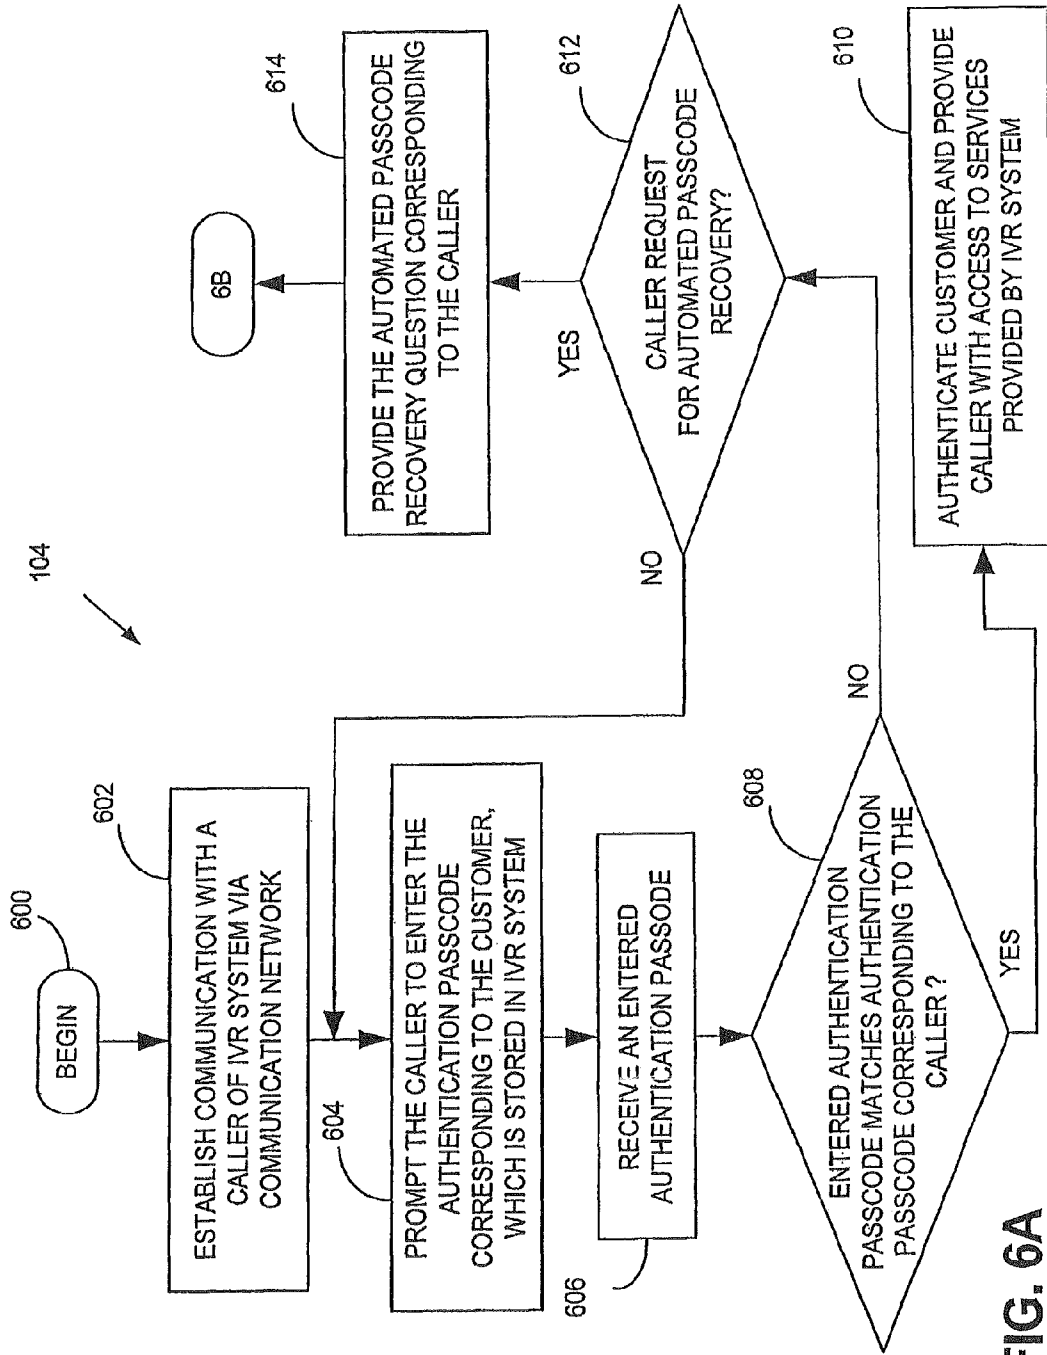 104
BEGIN
600
ESTABLISH COMMUNICATION WITH A
CALLER OF IVR SYSTEM VIA
COMMUNICATION NETWORK
602
PROMPT THE CALLER TO ENTER THE
AUTHENTICATION PASSCODE
CORRESPONDING TO THE CUSTOMER,
WHICH IS STORED IN IVR SYSTEM
604
RECEIVE AN ENTERED
AUTHENTICATION PASSODE
606
ENTERED AUTHENTICATION
PASSCODE MATCHES AUTHENTICATION
PASSCODE CORRESPONDING TO THE
CALLER?
608
NO
YES
6B
PROVIDE THE AUTOMATED PASSCODE
RECOVERY QUESTION CORRESPONDING
TO THE CALLER
614
YES
CALLER REQUEST
FOR AUTOMATED PASSCODE
RECOVERY?
612
NO
AUTHENTICATE CUSTOMER AND PROVIDE
CALLER WITH ACCESS TO SERVICES
PROVIDED BY IVR SYSTEM
610
FIG. 6A